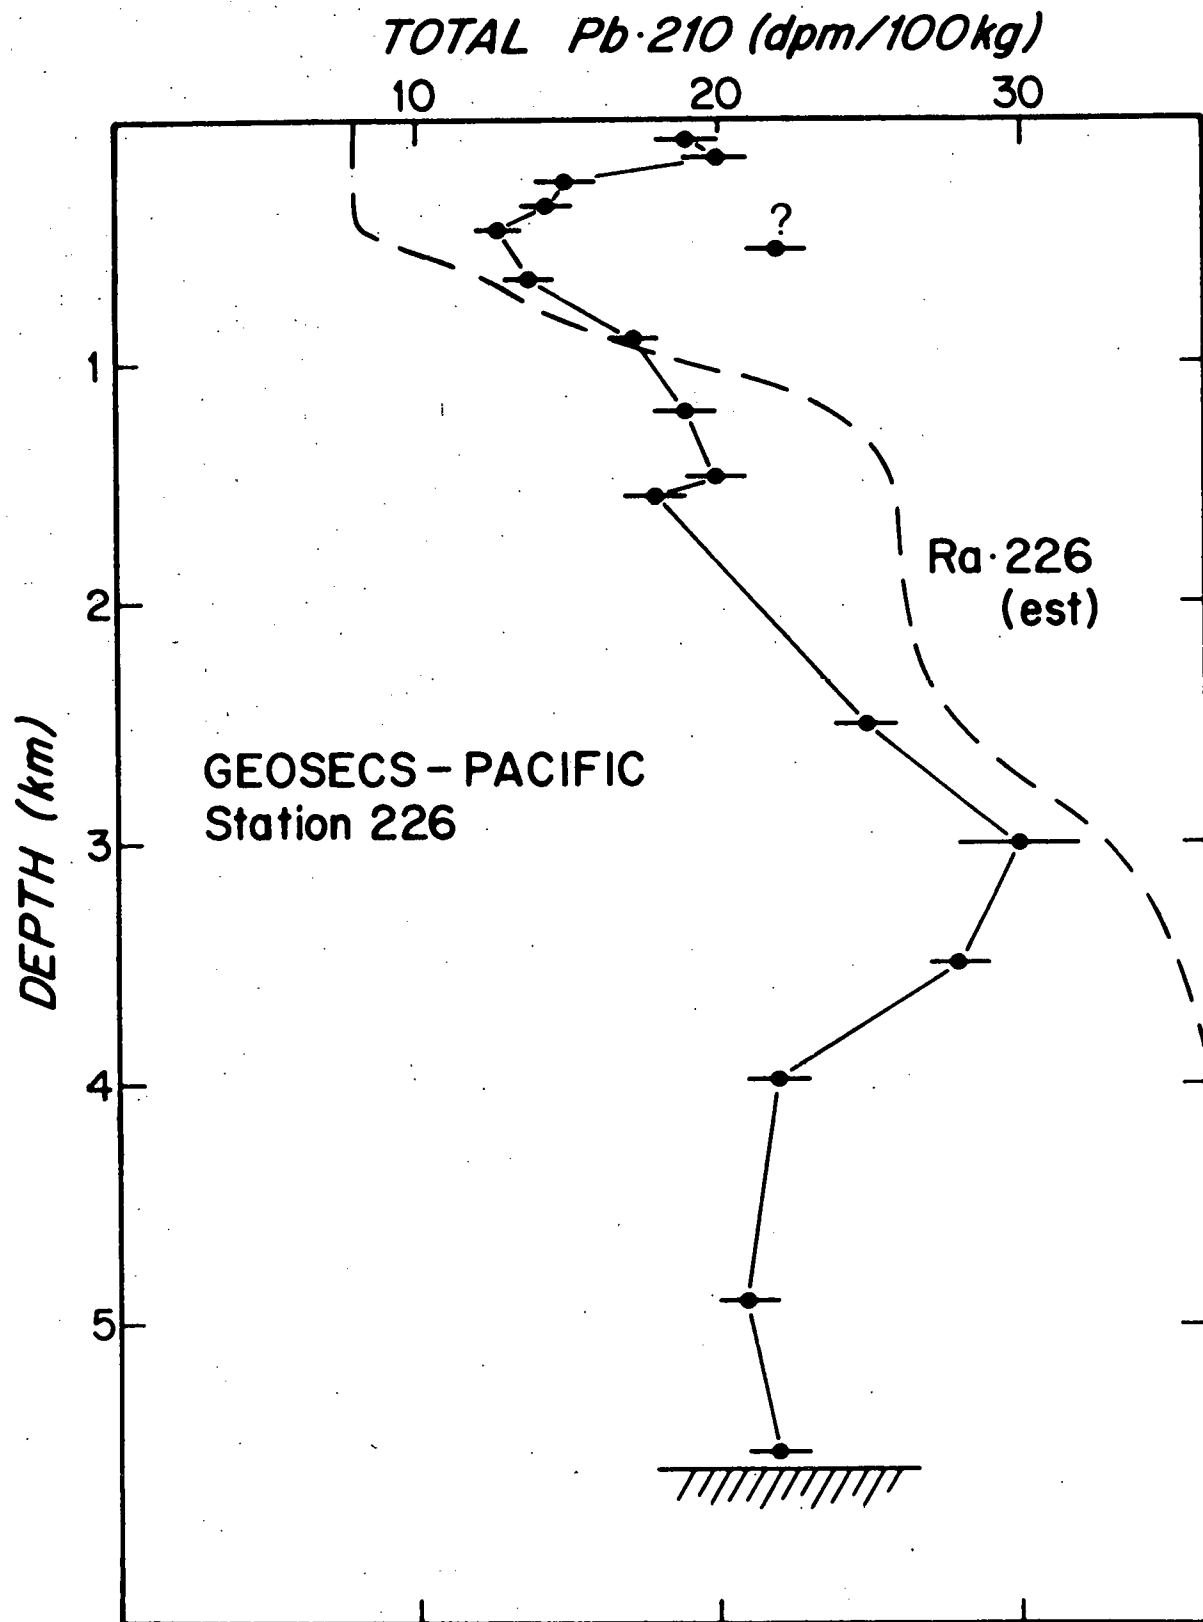 TOTAL Pb·210 (dpm/100kg)
10 20 30
?
1
Ra·226
(est)
2
GEOSECS – PACIFIC
Station 226
DEPTH (km)
3
4
5